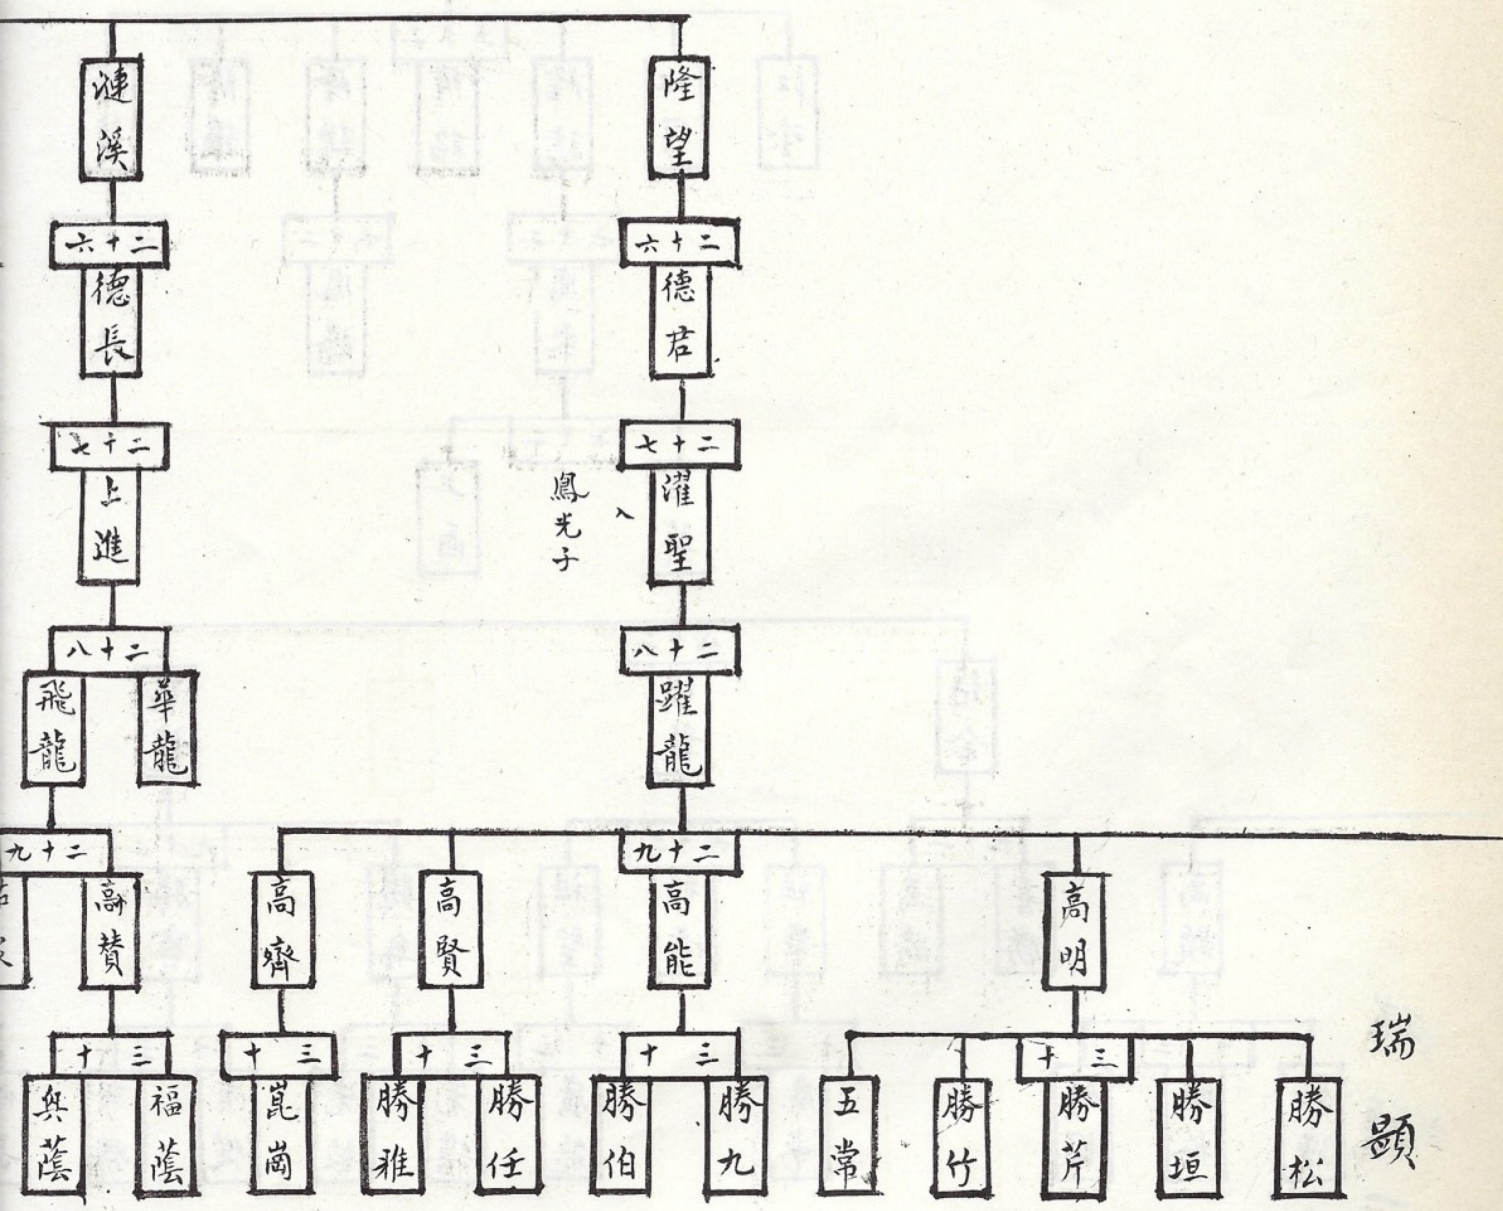 隆望
漣溪
二十六
二十六
德君
德長
二十七
二十七
濯聖
入
鳳光子
上進
二十八
二十八
躍龍
華龍
飛龍
二十九
二十九
高明
高能
高賢
高齊
高贊
三十
三十
三十
三十
三十
勝松
勝垣
勝芹
勝竹
五常
勝九
勝伯
勝任
勝雅
崑崗
福蔭
興蔭
瑞顕